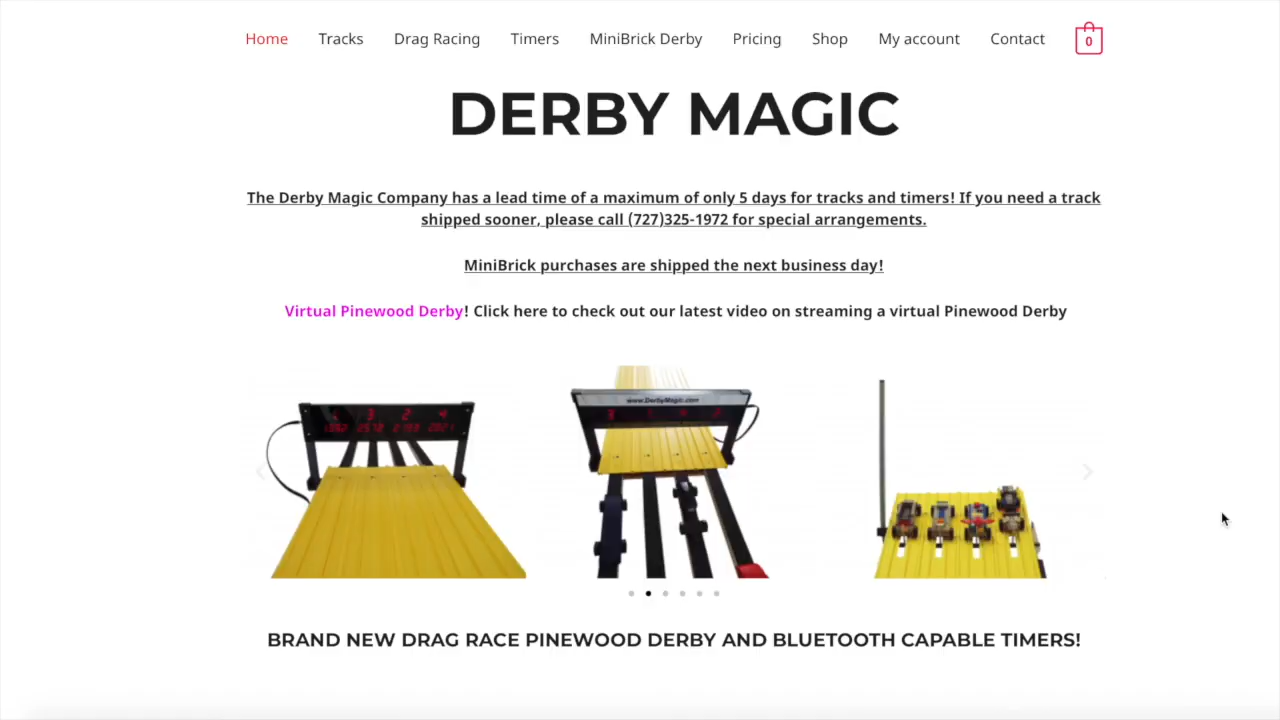 Home Tracks Drag Racing Timers MiniBrick Derby Pricing Shop My account Contact 0
DERBY MAGIC
The Derby Magic Company has a lead time of a maximum of only 5 days for tracks and timers! If you need a track
shipped sooner, please call (727)325-1972 for special arrangements.
MiniBrick purchases are shipped the next business day!
Virtual Pinewood Derby! Click here to check out our latest video on streaming a virtual Pinewood Derby
www.DerbyMagic.com
BRAND NEW DRAG RACE PINEWOOD DERBY AND BLUETOOTH CAPABLE TIMERS!